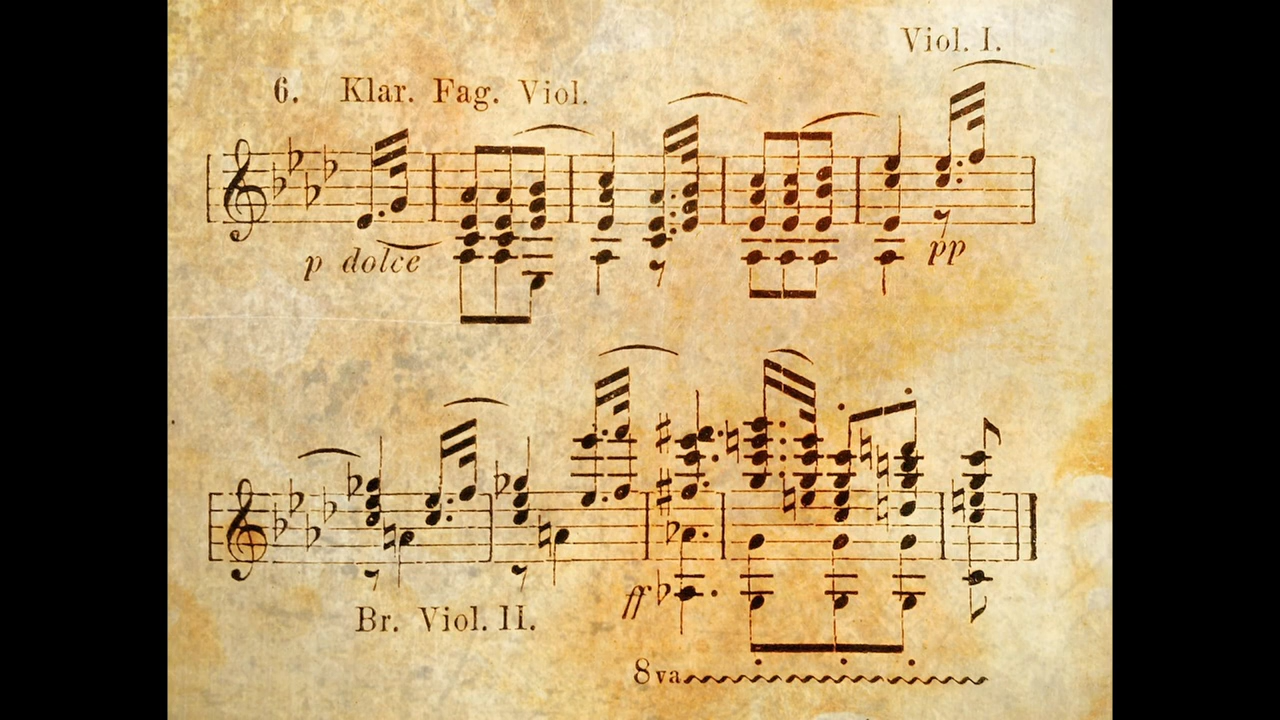 Viol. I.
6. Klar. Fag. Viol.
p dolce
pp
ff
Br. Viol. II.
8va